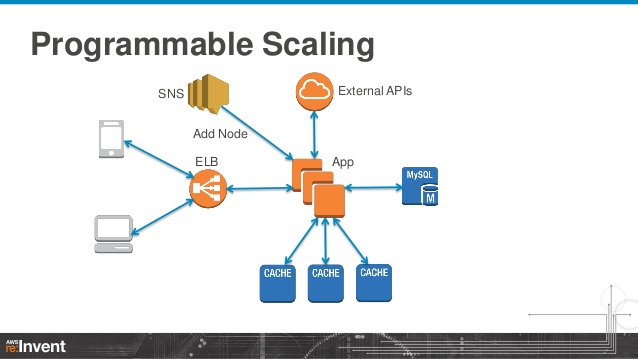 Programmable Scaling
SNS
External APIs
Add Node
ELB
App
MySQL
M
CACHE
CACHE
CACHE
AWS
re:Invent